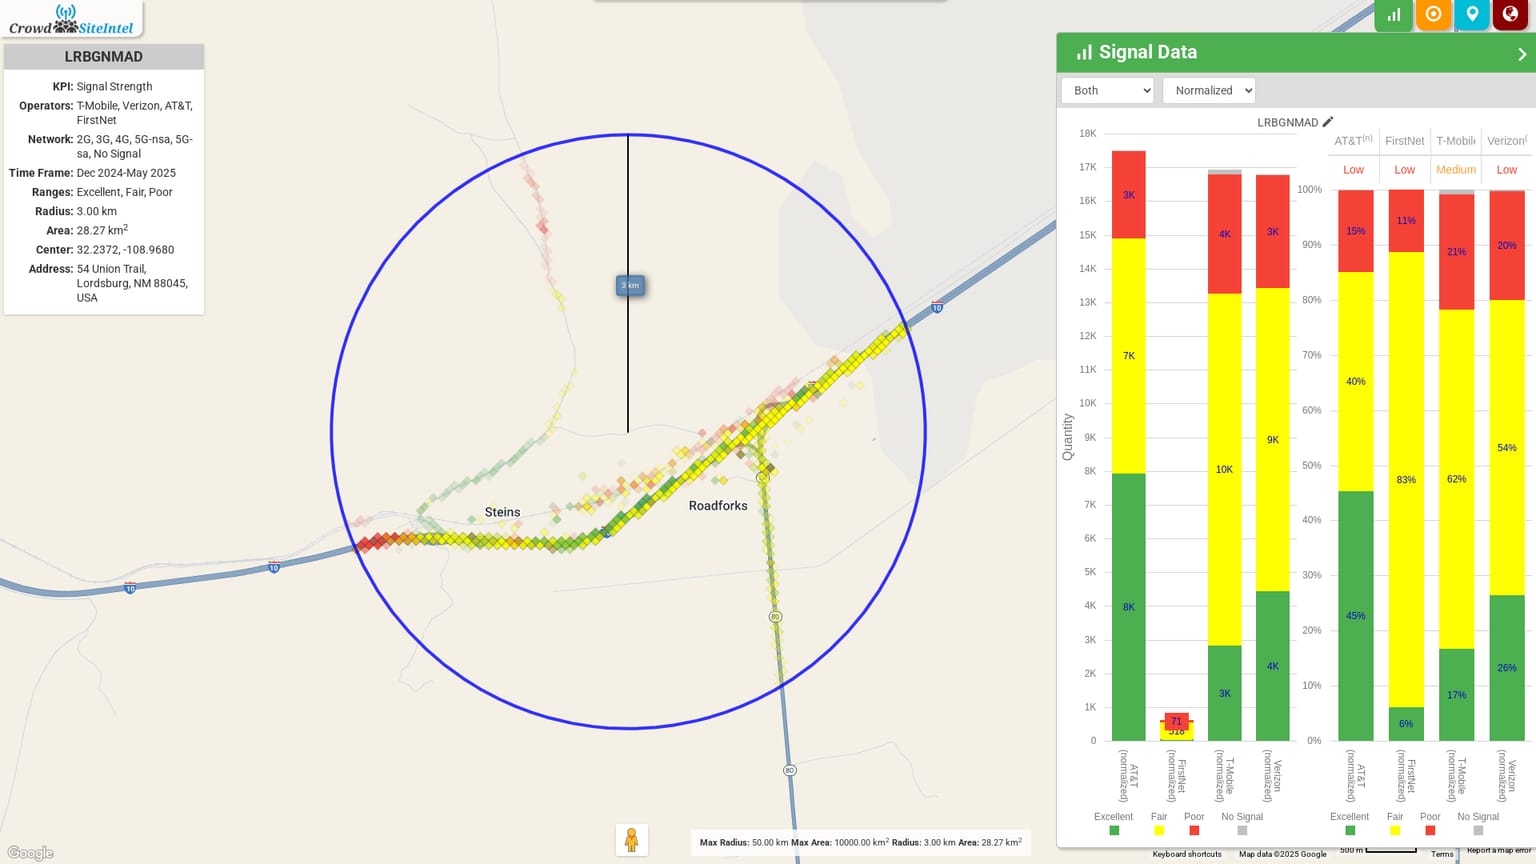 Crowd SiteIntel
LRBGNMAD
KPI: Signal Strength
Operators: T-Mobile, Verizon, AT&T,
FirstNet
Network: 2G, 3G, 4G, 5G-nsa, 5G-
sa, No Signal
Time Frame: Dec 2024-May 2025
Ranges: Excellent, Fair, Poor
Radius: 3.00 km
Area: 28.27 km²
Center: 32.2372, -108.9680
Address: 54 Union Trail,
Lordsburg, NM 88045,
USA
3 km
10
Steins
Roadforks
10
10
80
80
Google
Max Radius: 50.00 km Max Area: 10000.00 km² Radius: 3.00 km Area: 28.27 km²
Signal Data
Both
Normalized
LRBGNMAD
18K
17K
16K
15K
14K
13K
12K
11K
10K
9K
8K
7K
6K
5K
4K
3K
2K
1K
0
Quantity
3K
7K
8K
71
518
4K
10K
3K
3K
9K
4K
AT&T (normalized)
FirstNet (normalized)
T-Mobile (normalized)
Verizon (normalized)
Excellent
Fair
Poor
No Signal
AT&T(n)
FirstNet
T-Mobile
Verizon(
Low
Low
Medium
Low
100%
90%
80%
70%
60%
50%
40%
30%
20%
10%
0%
15%
40%
45%
11%
83%
6%
21%
62%
17%
20%
54%
26%
AT&T (normalized)
FirstNet (normalized)
T-Mobile (normalized)
Verizon (normalized)
Excellent
Fair
Poor
No Signal
Keyboard shortcuts
Map data ©2025 Google
500 m
Terms
Report a map error